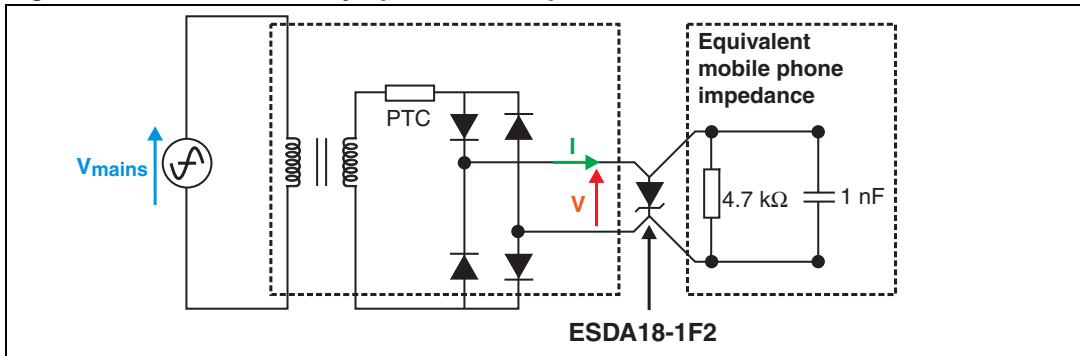 Equivalent
mobile phone
impedance
PTC
I
Vmains
V
4.7 kΩ
1 nF
ESDA18-1F2